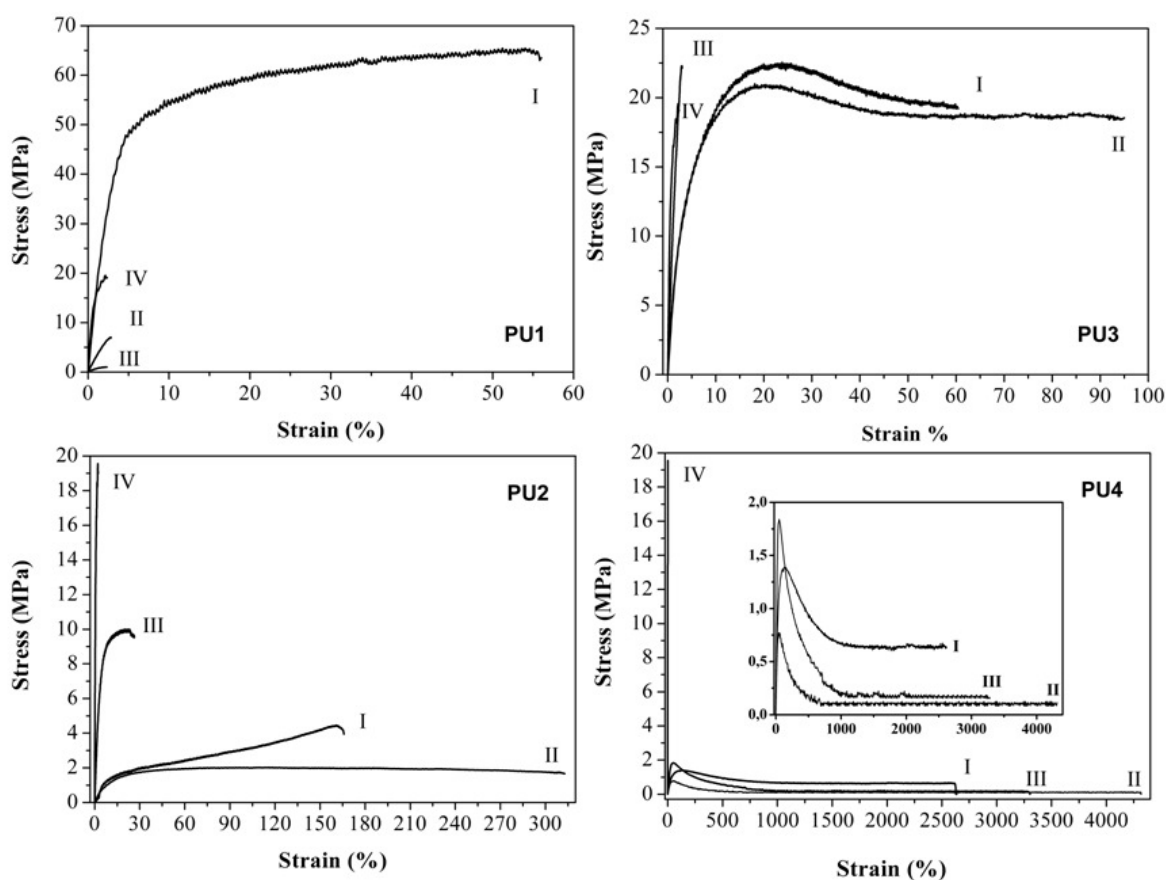 70
60
50
40
30
20
10
0
Stress (MPa)
I
IV
II
III
PU1
0 10 20 30 40 50 60
Strain (%)
25
20
15
10
5
0
Stress (MPa)
III
IV
I
II
PU3
0 10 20 30 40 50 60 70 80 90 100
Strain %
20
18
16
14
12
10
8
6
4
2
0
Stress (MPa)
IV
PU2
III
I
II
0 30 60 90 120 150 180 210 240 270 300
Strain (%)
20
18
16
14
12
10
8
6
4
2
0
Stress (MPa)
IV
PU4
2,0
1,5
1,0
0,5
0,0
I
III
II
0 1000 2000 3000 4000
I
III
II
0 500 1000 1500 2000 2500 3000 3500 4000
Strain (%)